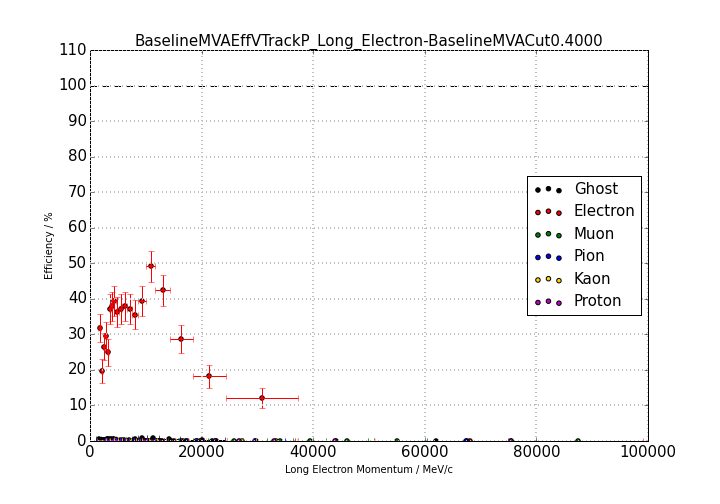 BaselineMVAEffVTrackP_Long_Electron-BaselineMVACut0.4000
110
100
90
80
70
60
50
40
30
20
10
0
Efficiency / %
Ghost
Electron
Muon
Pion
Kaon
Proton
0 20000 40000 60000 80000 100000
Long Electron Momentum / MeV/c